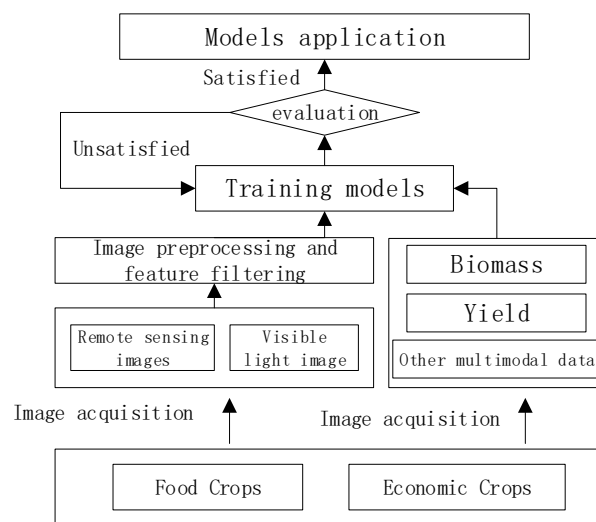 Models application
Satisfied
evaluation
Unsatisfied
Training models
Image preprocessing and
feature filtering
Biomass
Yield
Other multimodal data
Remote sensing
images
Visible
light image
Image acquisition
Image acquisition
Food Crops
Economic Crops